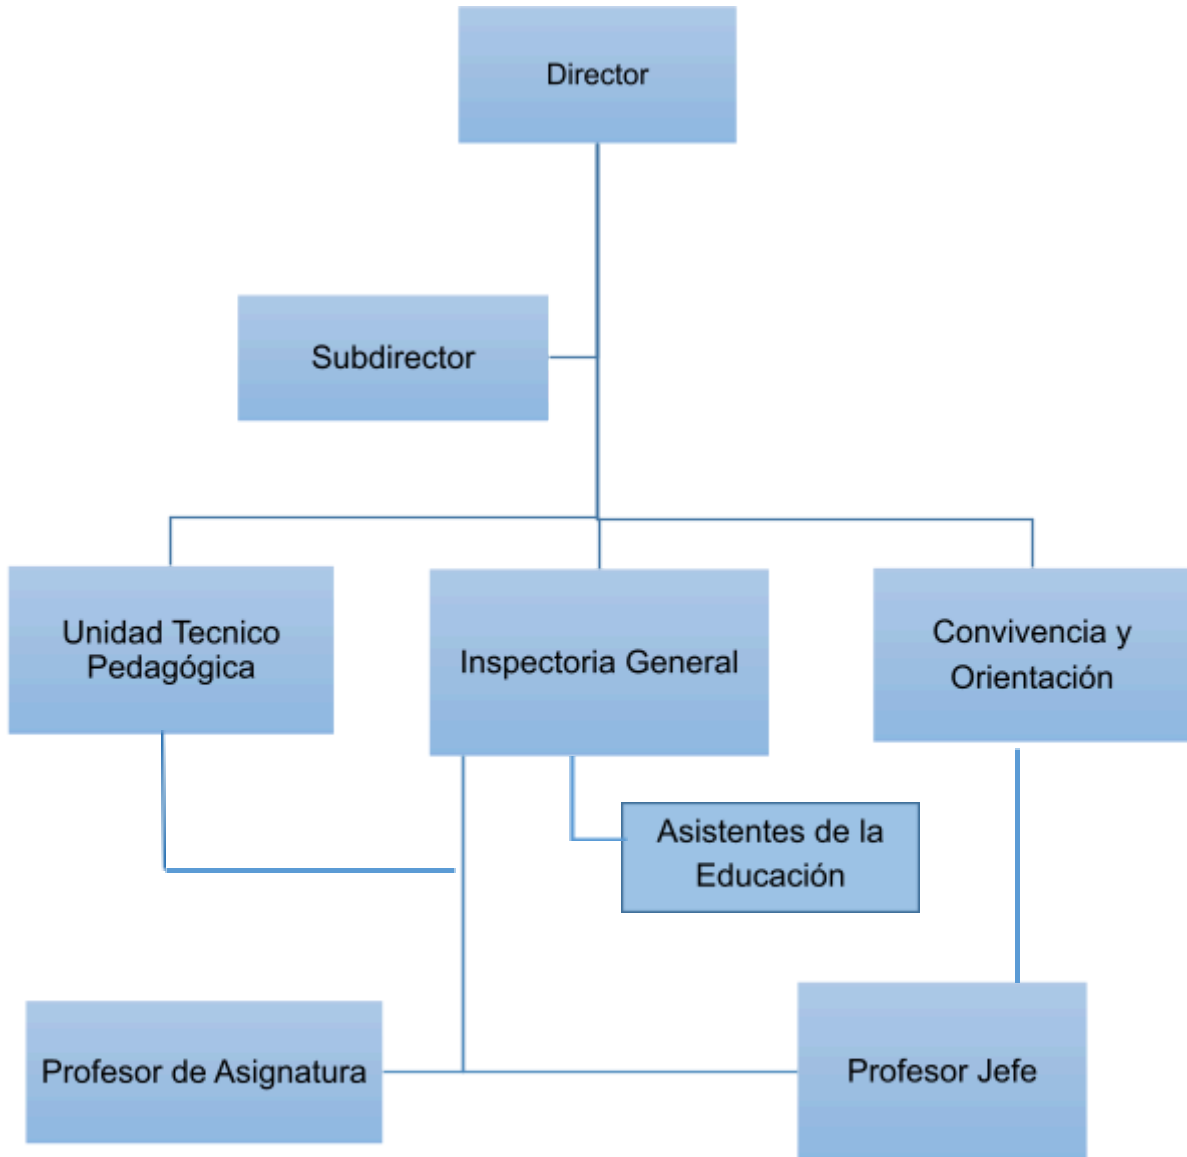 Director
Subdirector
Unidad Tecnico
Pedagógica
Inspectoria General
Convivencia y
Orientación
Asistentes de la
Educación
Profesor de Asignatura
Profesor Jefe